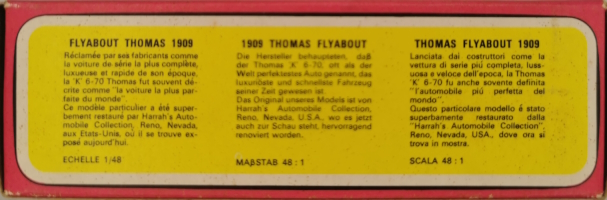 FLYABOUT THOMAS 1909
Réclamée par ses fabricants comme
la voiture de série la plus complète,
luxueuse et rapide de son époque,
la 'K' 6-70 Thomas fut souvent dé-
crite comme "la voiture la plus par-
faite du monde".
Ce modèle particulier a été super-
bement restauré par Harrah's Auto-
mobile Collection, Reno, Nevada,
aux Etats-Unis, où il se trouve ex-
posé aujourd'hui.
ECHELLE 1/48
1909 THOMAS FLYABOUT
Die Hersteller behaupteten, daß
der Thomas 'K' 6-70, oft als der
Welt perfektestes Auto genannt, das
luxuriöste und schnellste Fahrzeug
seiner Zeit gewesen ist.
Das Original unseres Models ist von
Harrah's Automobile Collection,
Reno, Nevada, U.S.A., wo es jetzt
auch zur Schau steht, hervorragend
renoviert worden.
MAßSTAB 48 : 1
THOMAS FLYABOUT 1909
Lanciata dai costruttori come la
vettura di serie piú completa, lussuosa
e veloce dell'epoca, la Thomas
'K' 6-70 fu anche sovente definita
"l'automobile piú perfetta del
mondo".
Questo particolare modello é stato
superbamente restaurato dalla
"Harrah's Automobile Collection",
Reno, Nevada, USA., dove ora si
trova in mostra.
SCALA 48 : 1